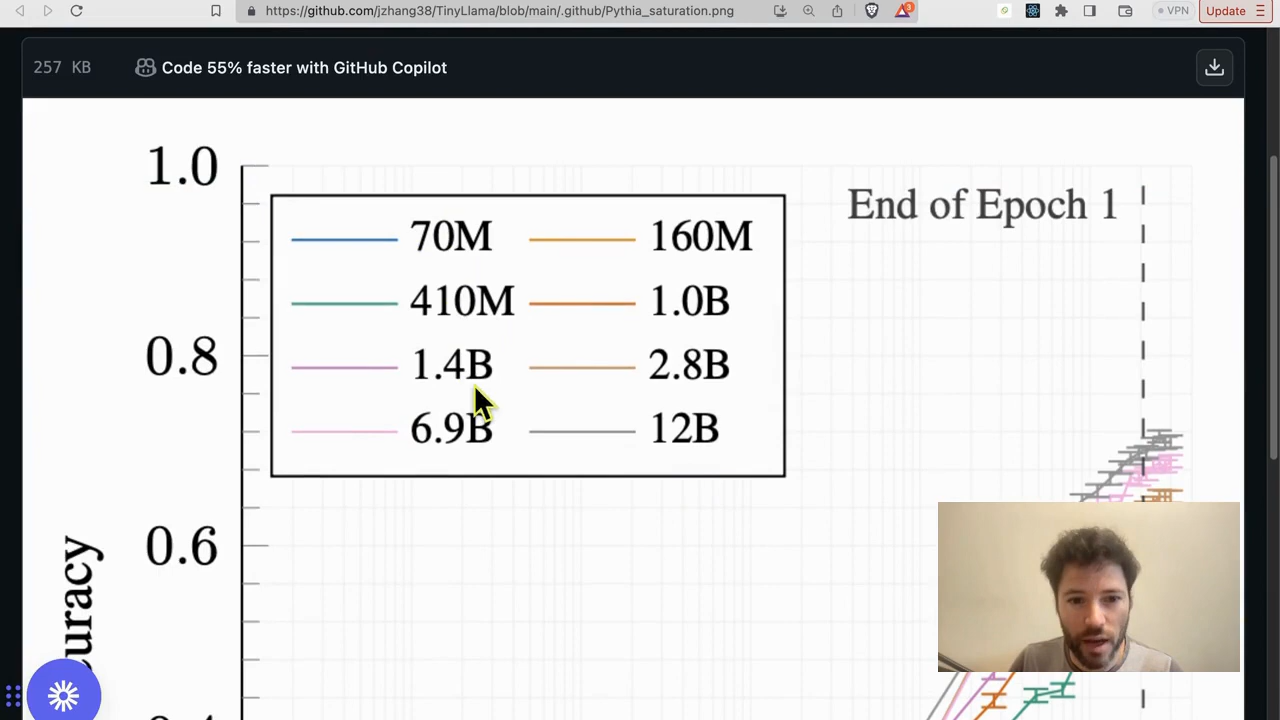 https://github.com/jzhang38/TinyLlama/blob/main/.github/Pythia_saturation.png
3
VPN
Update
257 KB
Code 55% faster with GitHub Copilot
1.0
End of Epoch 1
70M 160M
410M 1.0B
0.8
1.4B 2.8B
6.9B 12B
0.6
uracy